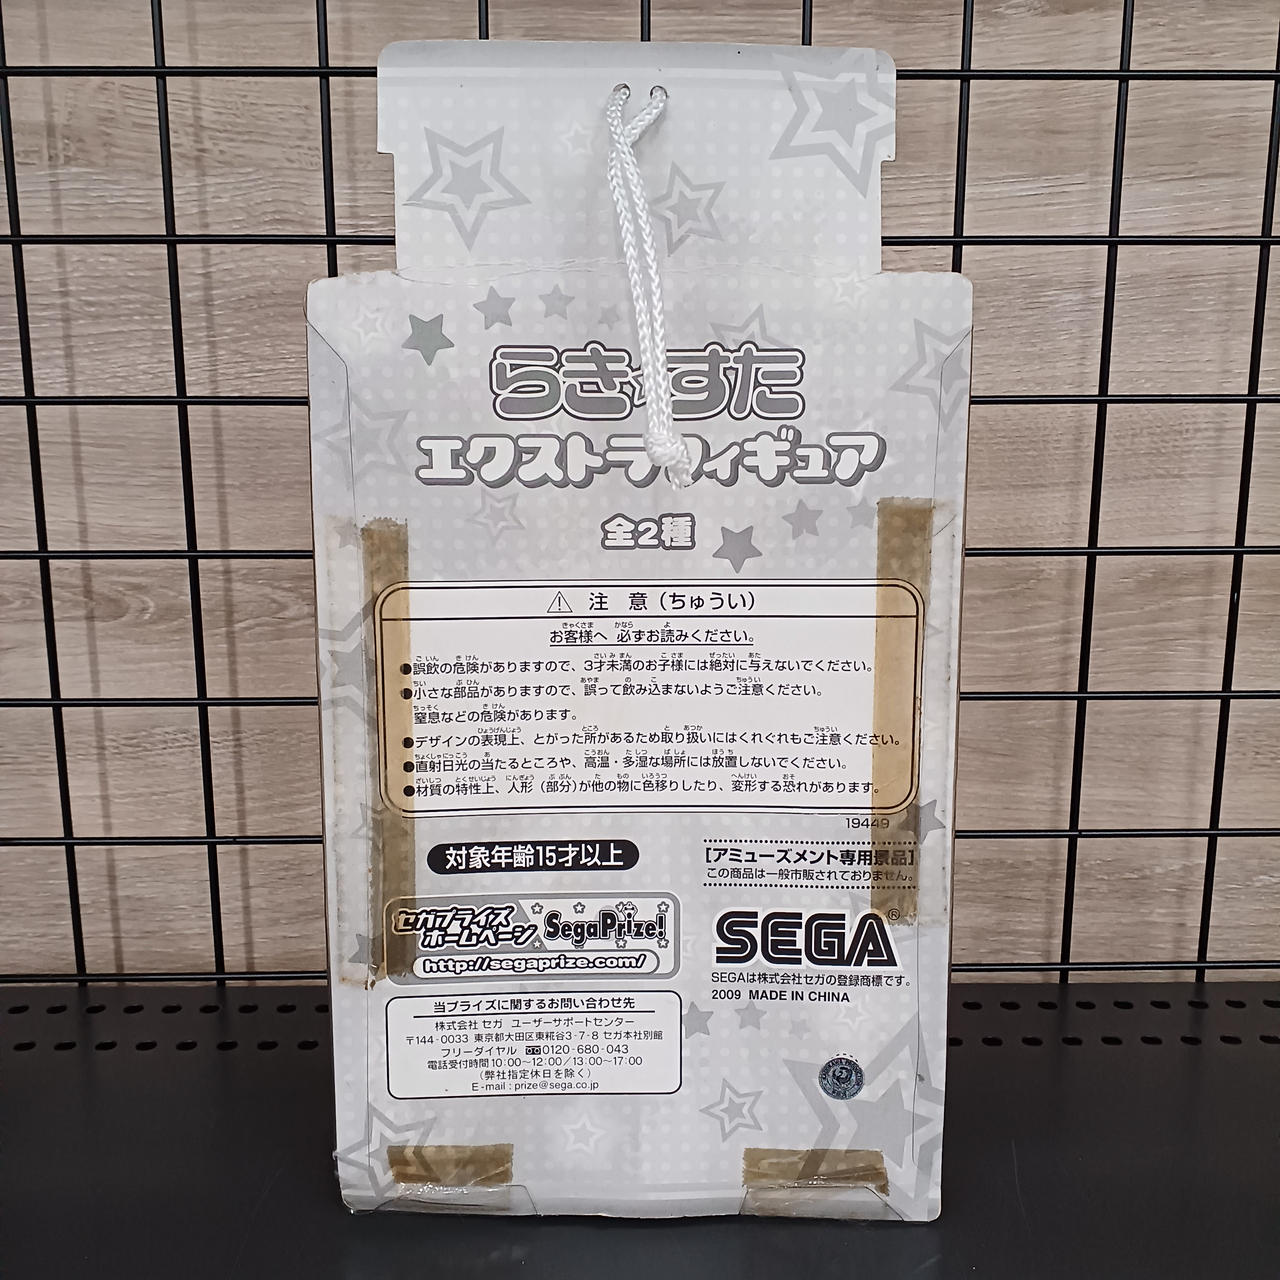 らき☆すた
エクストラフィギュア
全2種
⚠ 注 意（ちゅうい）
お客様へ 必ずお読みください。
●誤飲の危険がありますので、3才未満のお子様には絶対に与えないでください。
●小さな部品がありますので、誤って飲み込まないようご注意ください。
窒息などの危険があります。
●デザインの表現上、とがった所があるため取り扱いにはくれぐれもご注意ください。
●直射日光の当たるところや、高温・多湿な場所には放置しないでください。
●材質の特性上、人形（部分）が他の物に色移りしたり、変形する恐れがあります。
19449
対象年齢15才以上
[アミューズメント専用景品]
この商品は一般市販されておりません。
セガプライズ
ホームページ
SegaPrize!
http://segaprize.com/
SEGA®
SEGAは株式会社セガの登録商標です。
2009 MADE IN CHINA
当プライズに関するお問い合わせ先
株式会社 セガ ユーザーサポートセンター
〒144-0033 東京都大田区東糀谷3-7-8 セガ本社別館
フリーダイヤル 0120-680-043
電話受付時間 10:00～12:00／13:00～17:00
（弊社指定休日を除く）
E-mail : prize@sega.co.jp